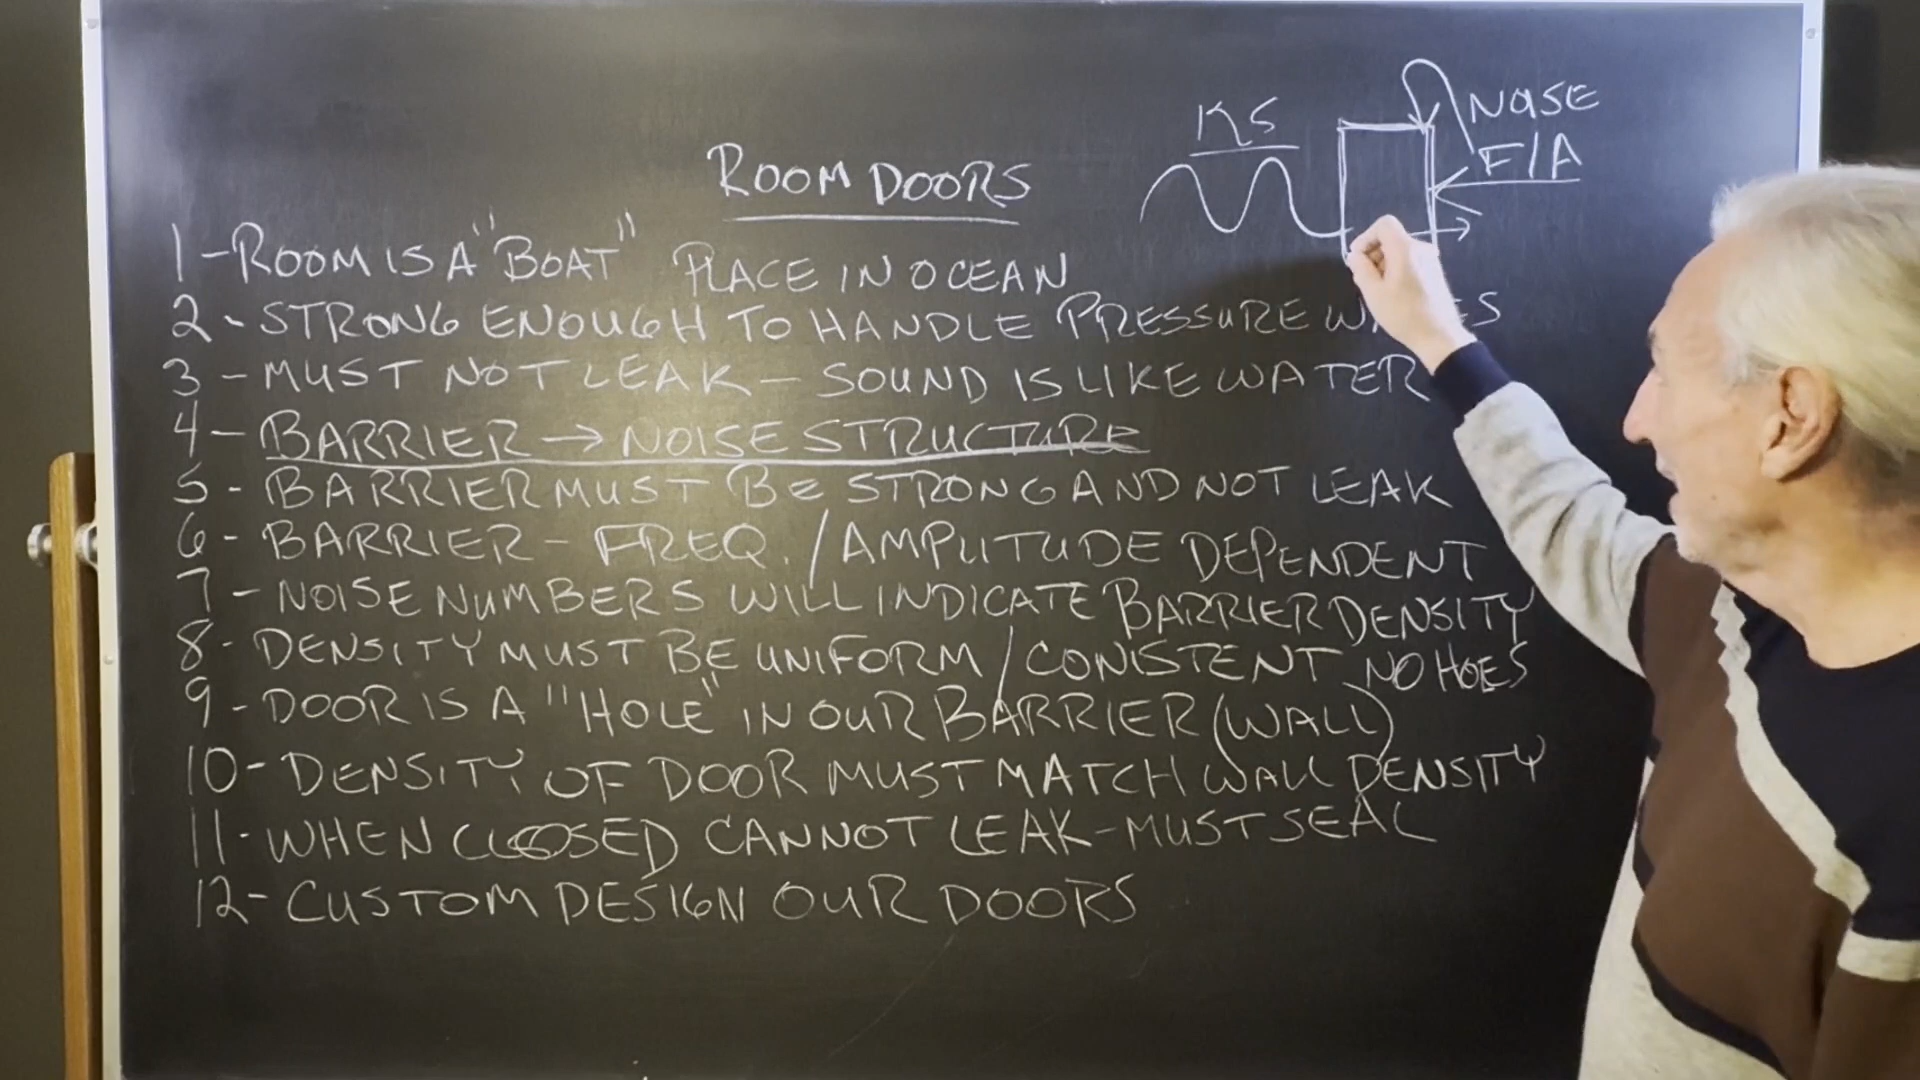 ROOM DOORS
1 - ROOM IS A "BOAT" PLACE IN OCEAN
2 - STRONG ENOUGH TO HANDLE PRESSURE
3 - MUST NOT LEAK - SOUND IS LIKE WATER
4 - BARRIER → NOISE STRUCTURE
5 - BARRIER MUST BE STRONG AND NOT LEAK
6 - BARRIER - FREQ. / AMPLITUDE DEPENDENT
7 - NOISE NUMBERS WILL INDICATE BARRIER DENSITY
8 - DENSITY MUST BE UNIFORM / CONISTENT NO HOES
9 - DOOR IS A "HOLE" IN OUR BARRIER (WALL)
10 - DENSITY OF DOOR MUST MATCH WALL DENSITY
11 - WHEN CLOSED CANNOT LEAK - MUST SEAL
12 - CUSTOM DESIGN OUR DOORS
NOISE
F/A